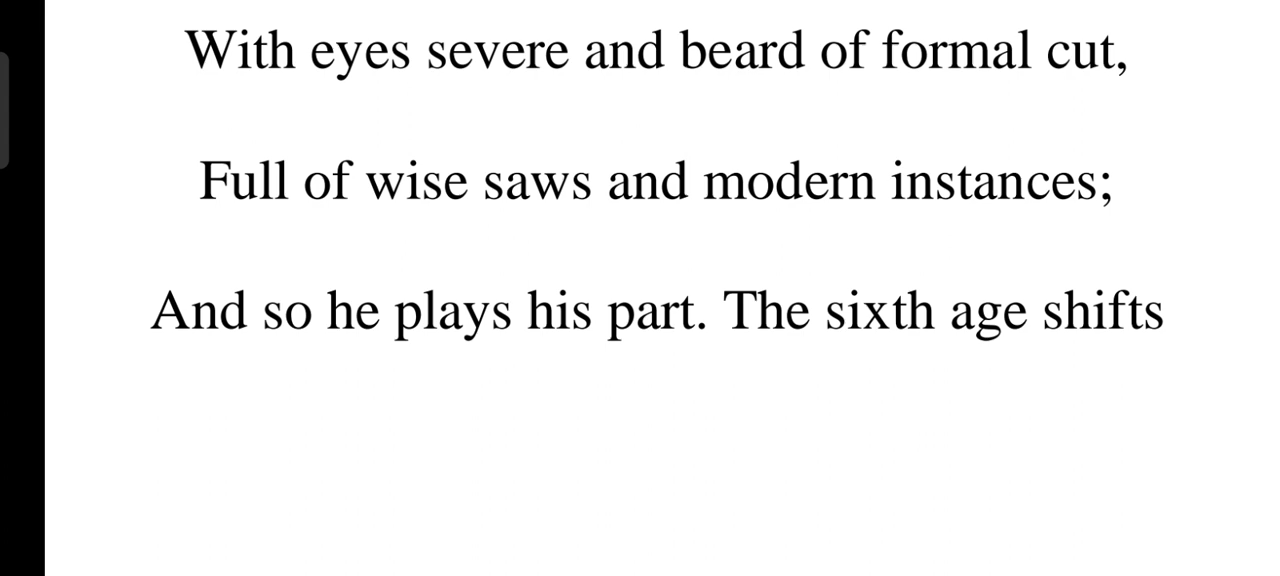 With eyes severe and beard of formal cut,
Full of wise saws and modern instances;
And so he plays his part. The sixth age shifts